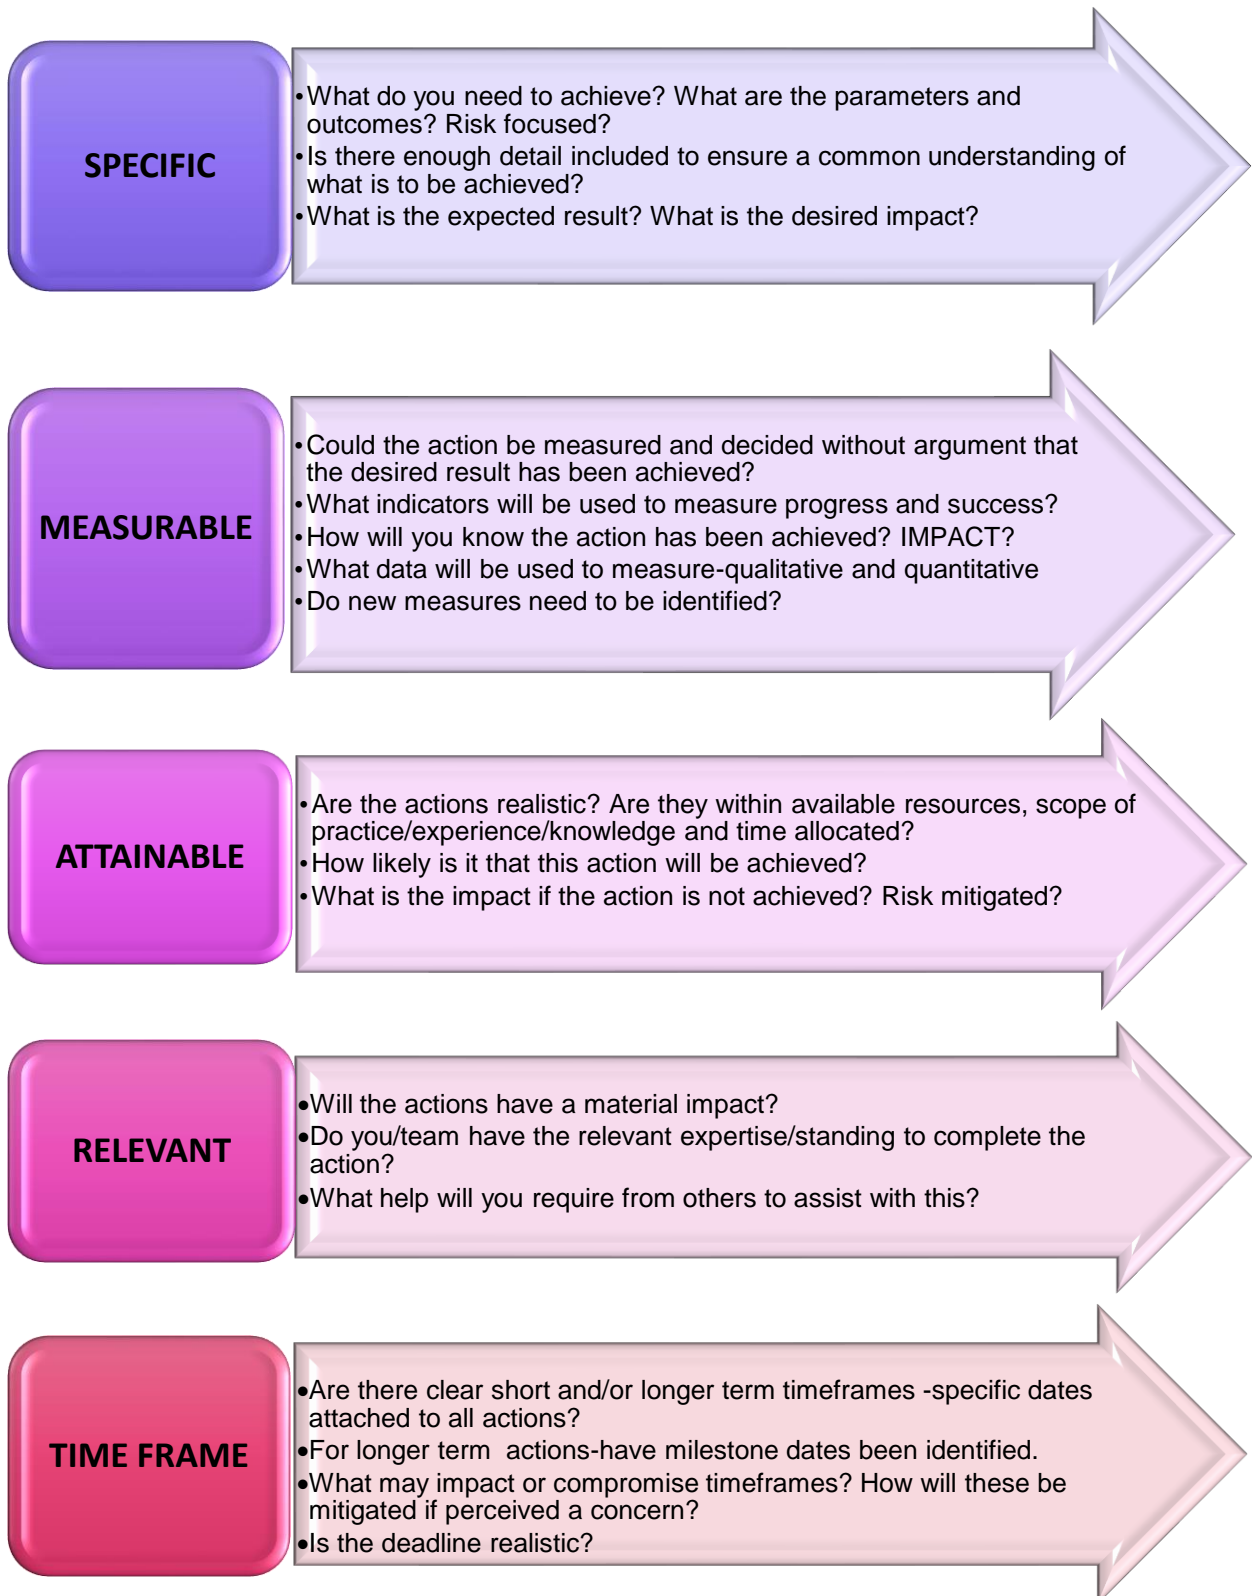 SPECIFIC
•What do you need to achieve? What are the parameters and
outcomes? Risk focused?
•Is there enough detail included to ensure a common understanding of
what is to be achieved?
•What is the expected result? What is the desired impact?
MEASURABLE
•Could the action be measured and decided without argument that
the desired result has been achieved?
•What indicators will be used to measure progress and success?
•How will you know the action has been achieved? IMPACT?
•What data will be used to measure-qualitative and quantitative
•Do new measures need to be identified?
ATTAINABLE
•Are the actions realistic? Are they within available resources, scope of
practice/experience/knowledge and time allocated?
•How likely is it that this action will be achieved?
•What is the impact if the action is not achieved? Risk mitigated?
RELEVANT
•Will the actions have a material impact?
•Do you/team have the relevant expertise/standing to complete the
action?
•What help will you require from others to assist with this?
TIME FRAME
•Are there clear short and/or longer term timeframes -specific dates
attached to all actions?
•For longer term  actions-have milestone dates been identified.
•What may impact or compromise timeframes? How will these be
mitigated if perceived a concern?
•Is the deadline realistic?